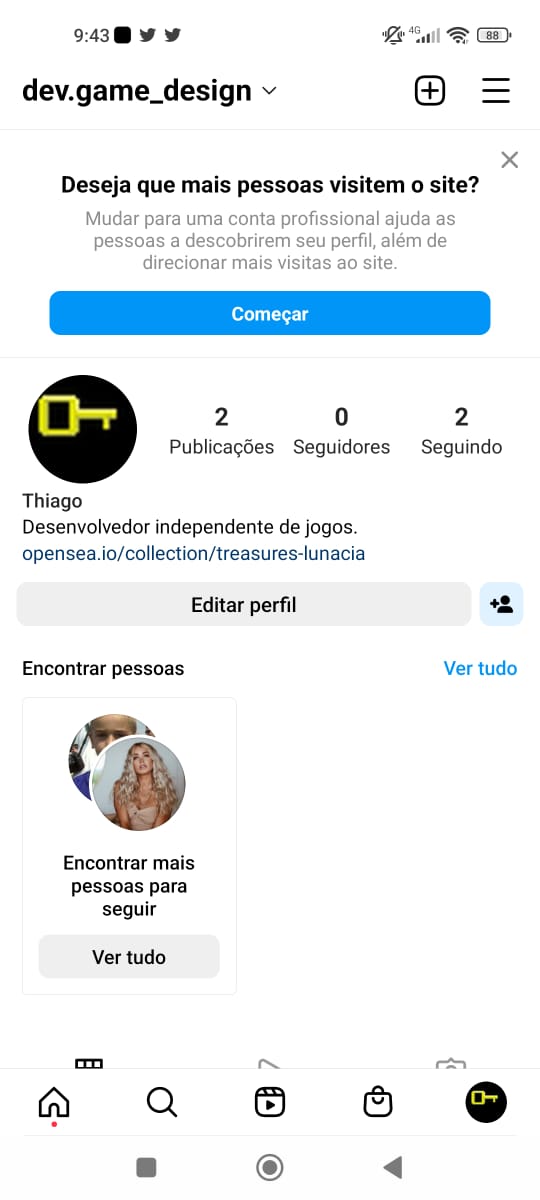 9:43
4G
88
dev.game_design
Deseja que mais pessoas visitem o site?
Mudar para uma conta profissional ajuda as
pessoas a descobrirem seu perfil, além de
direcionar mais visitas ao site.
Começar
2 0 2
Publicações Seguidores Seguindo
Thiago
Desenvolvedor independente de jogos.
opensea.io/collection/treasures-lunacia
Editar perfil
Encontrar pessoas Ver tudo
Encontrar mais
pessoas para
seguir
Ver tudo